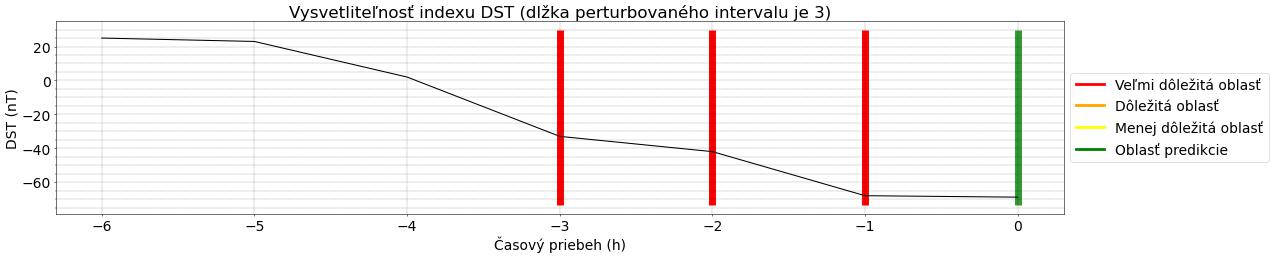 Vysvetliteľnosť indexu DST (dĺžka perturbovaného intervalu je 3)
DST (nT)
20
0
−20
−40
−60
−6 −5 −4 −3 −2 −1 0
Časový priebeh (h)
Veľmi dôležitá oblasť
Dôležitá oblasť
Menej dôležitá oblasť
Oblasť predikcie